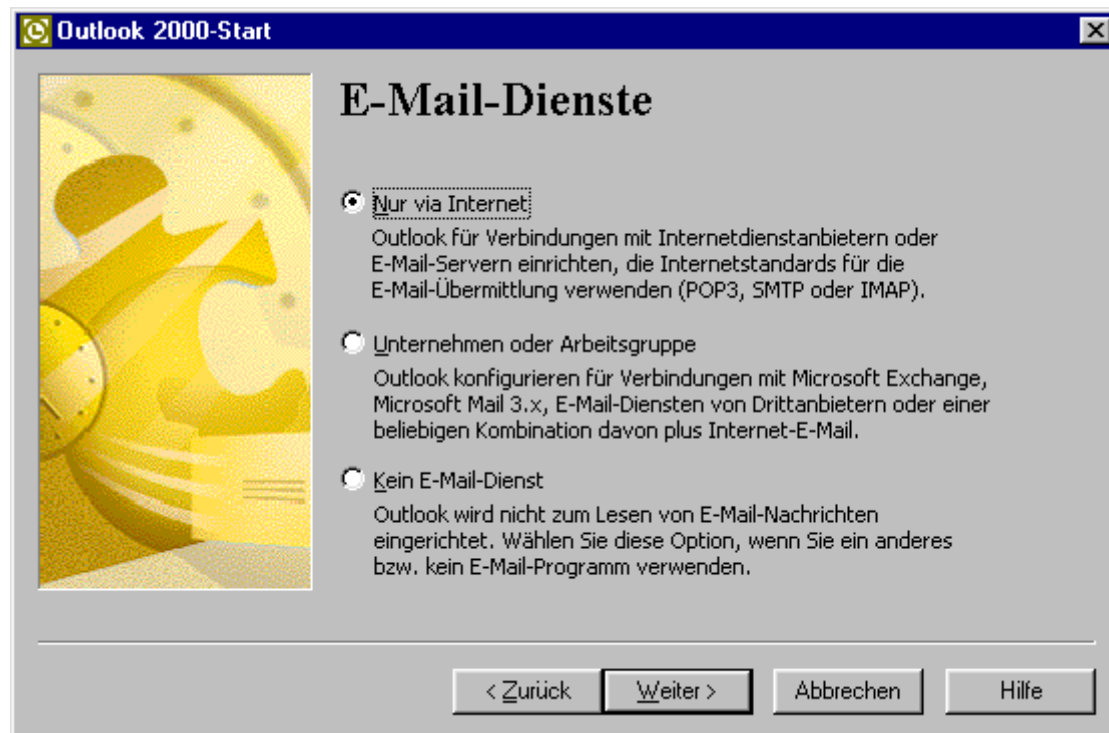 Outlook 2000-Start
E-Mail-Dienste
Nur via Internet
Outlook für Verbindungen mit Internetdienstanbietern oder
E-Mail-Servern einrichten, die Internetstandards für die
E-Mail-Übermittlung verwenden (POP3, SMTP oder IMAP).
Unternehmen oder Arbeitsgruppe
Outlook konfigurieren für Verbindungen mit Microsoft Exchange,
Microsoft Mail 3.x, E-Mail-Diensten von Drittanbietern oder einer
beliebigen Kombination davon plus Internet-E-Mail.
Kein E-Mail-Dienst
Outlook wird nicht zum Lesen von E-Mail-Nachrichten
eingerichtet. Wählen Sie diese Option, wenn Sie ein anderes
bzw. kein E-Mail-Programm verwenden.
< Zurück Weiter > Abbrechen Hilfe